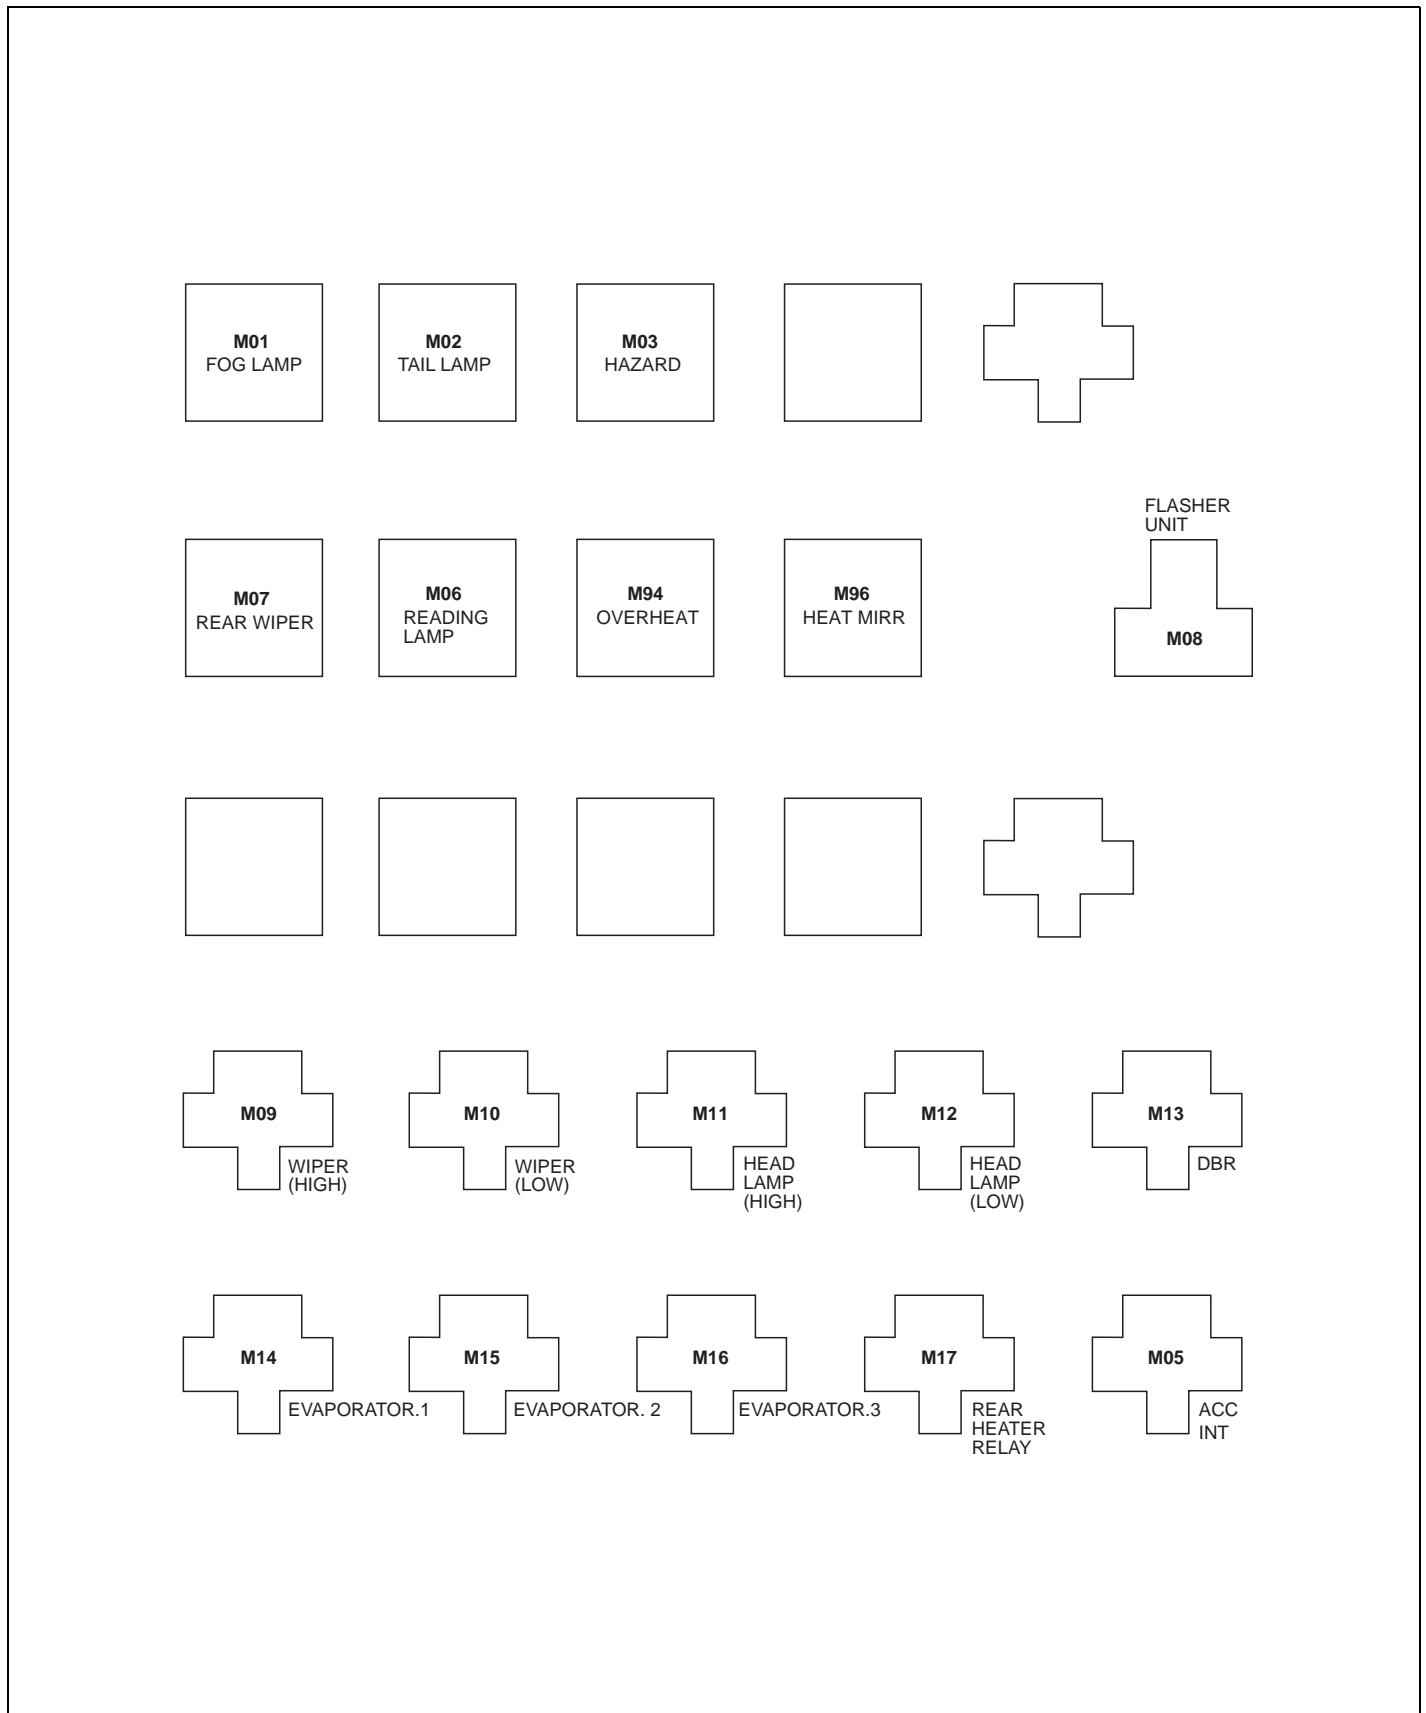 M01
FOG LAMP
M02
TAIL LAMP
M03
HAZARD
M07
REAR WIPER
M06
READING
LAMP
M94
OVERHEAT
M96
HEAT MIRR
FLASHER
UNIT
M08
M09
WIPER
(HIGH)
M10
WIPER
(LOW)
M11
HEAD
LAMP
(HIGH)
M12
HEAD
LAMP
(LOW)
M13
DBR
M14
EVAPORATOR.1
M15
EVAPORATOR. 2
M16
EVAPORATOR.3
M17
REAR
HEATER
RELAY
M05
ACC
INT